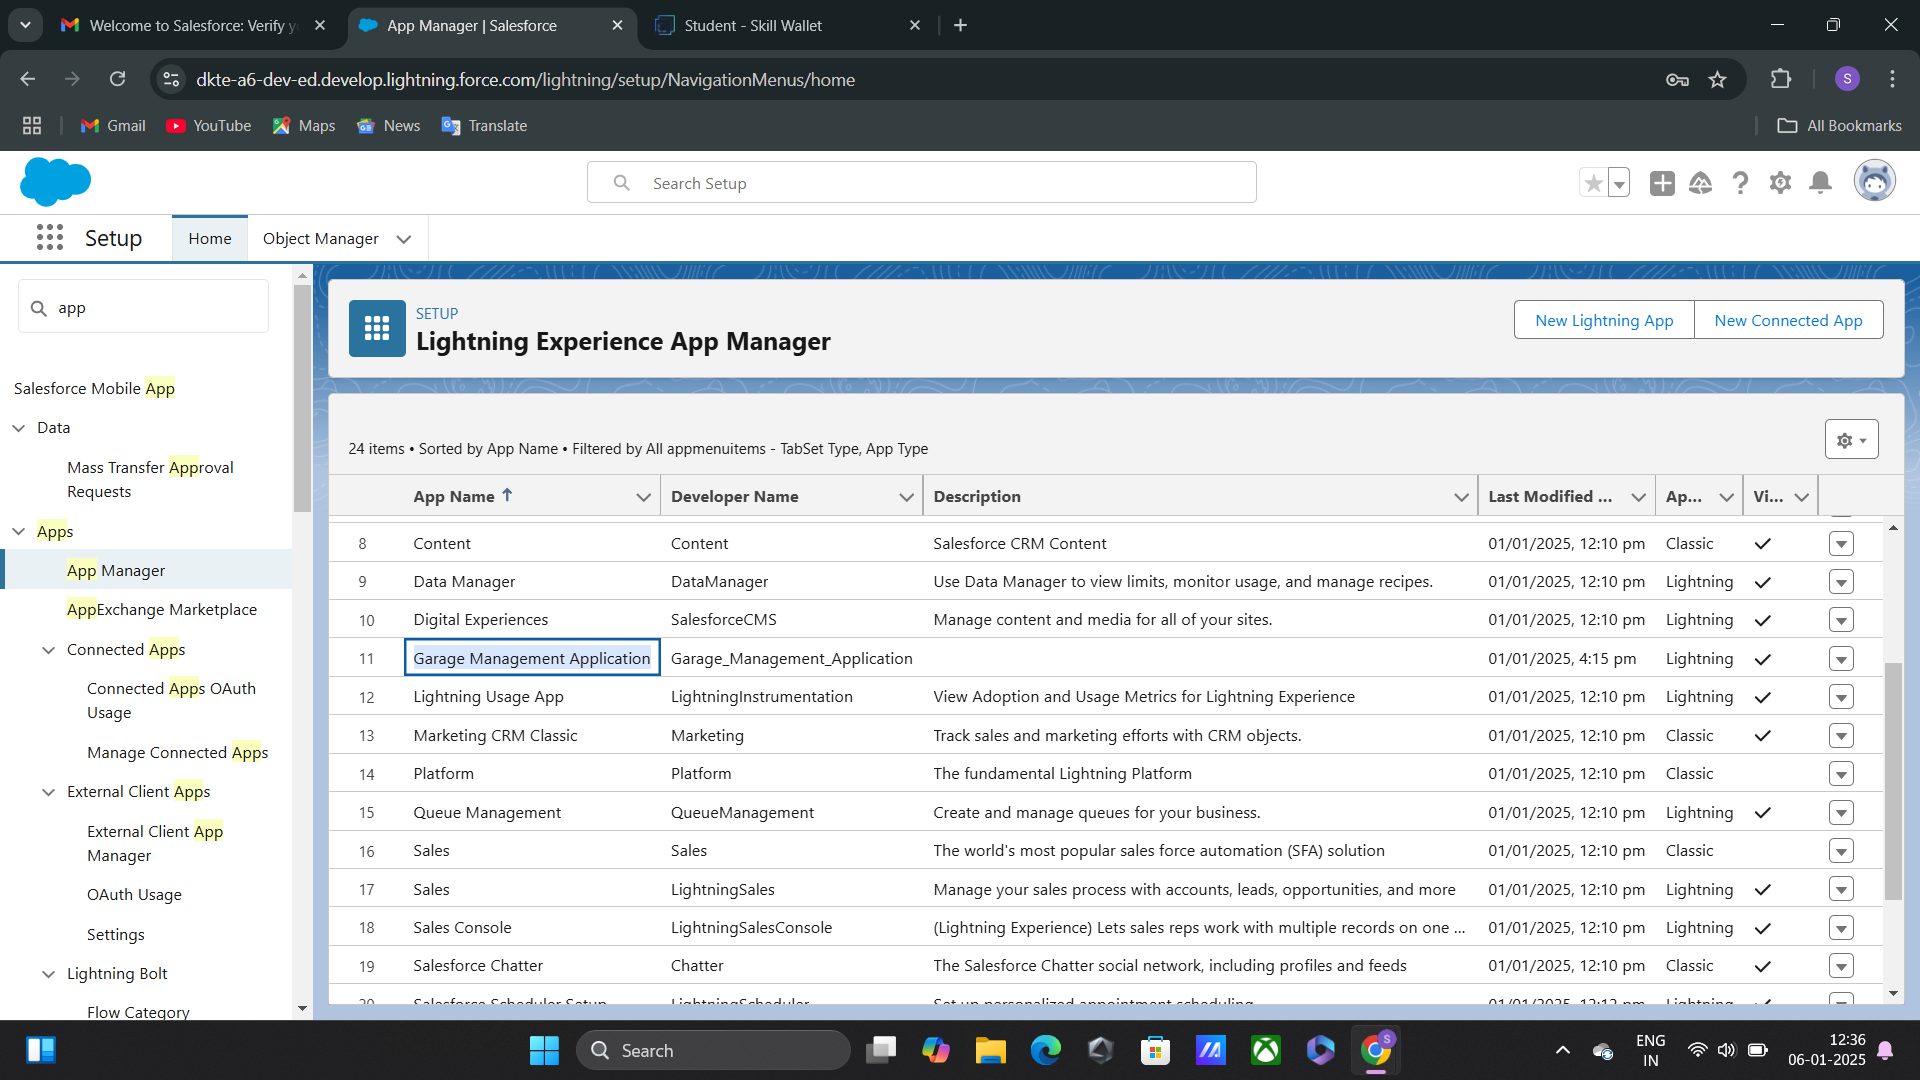 Welcome to Salesforce: Verify y
App Manager | Salesforce
Student - Skill Wallet
dkte-a6-dev-ed.develop.lightning.force.com/lightning/setup/NavigationMenus/home
S
Gmail
YouTube
Maps
News
Translate
All Bookmarks
Search Setup
Setup
Home
Object Manager
app
Salesforce Mobile App
Data
Mass Transfer Approval
Requests
Apps
App Manager
AppExchange Marketplace
Connected Apps
Connected Apps OAuth
Usage
Manage Connected Apps
External Client Apps
External Client App
Manager
OAuth Usage
Settings
Lightning Bolt
Flow Category
SETUP
Lightning Experience App Manager
New Lightning App
New Connected App
24 items • Sorted by App Name • Filtered by All appmenuitems - TabSet Type, App Type
App Name Developer Name Description Last Modified ... Ap... Vi...
8 Content Content Salesforce CRM Content 01/01/2025, 12:10 pm Classic
9 Data Manager DataManager Use Data Manager to view limits, monitor usage, and manage recipes. 01/01/2025, 12:10 pm Lightning
10 Digital Experiences SalesforceCMS Manage content and media for all of your sites. 01/01/2025, 12:10 pm Lightning
11 Garage Management Application Garage_Management_Application 01/01/2025, 4:15 pm Lightning
12 Lightning Usage App LightningInstrumentation View Adoption and Usage Metrics for Lightning Experience 01/01/2025, 12:10 pm Lightning
13 Marketing CRM Classic Marketing Track sales and marketing efforts with CRM objects. 01/01/2025, 12:10 pm Classic
14 Platform Platform The fundamental Lightning Platform 01/01/2025, 12:10 pm Classic
15 Queue Management QueueManagement Create and manage queues for your business. 01/01/2025, 12:10 pm Lightning
16 Sales Sales The world's most popular sales force automation (SFA) solution 01/01/2025, 12:10 pm Classic
17 Sales LightningSales Manage your sales process with accounts, leads, opportunities, and more 01/01/2025, 12:10 pm Lightning
18 Sales Console LightningSalesConsole (Lightning Experience) Lets sales reps work with multiple records on one ... 01/01/2025, 12:10 pm Lightning
19 Salesforce Chatter Chatter The Salesforce Chatter social network, including profiles and feeds 01/01/2025, 12:10 pm Classic
20 Salesforce Scheduler Setup LightningScheduler Set up personalized appointment scheduling. 01/01/2025, 12:12 pm Lightning
Search
S
ENG
IN
12:36
06-01-2025